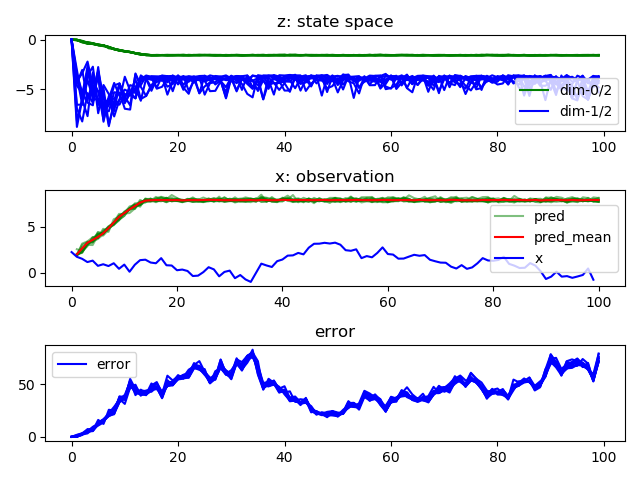 z: state space
0
−5
dim-0/2
dim-1/2
0 20 40 60 80 100
x: observation
5
0
pred
pred_mean
x
0 20 40 60 80 100
error
50
0
error
0 20 40 60 80 100